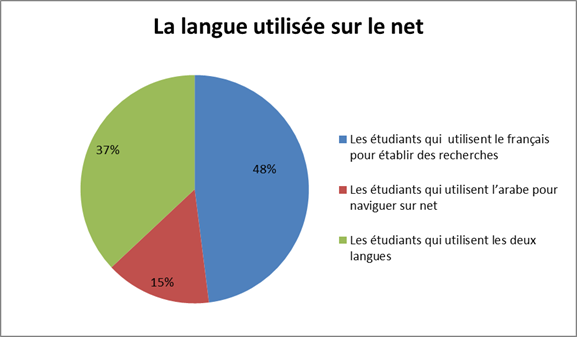 La langue utilisée sur le net
37%
48%
15%
Les étudiants qui  utilisent le français
pour établir des recherches
Les étudiants qui utilisent l’arabe pour
naviguer sur net
Les étudiants qui utilisent les deux
langues